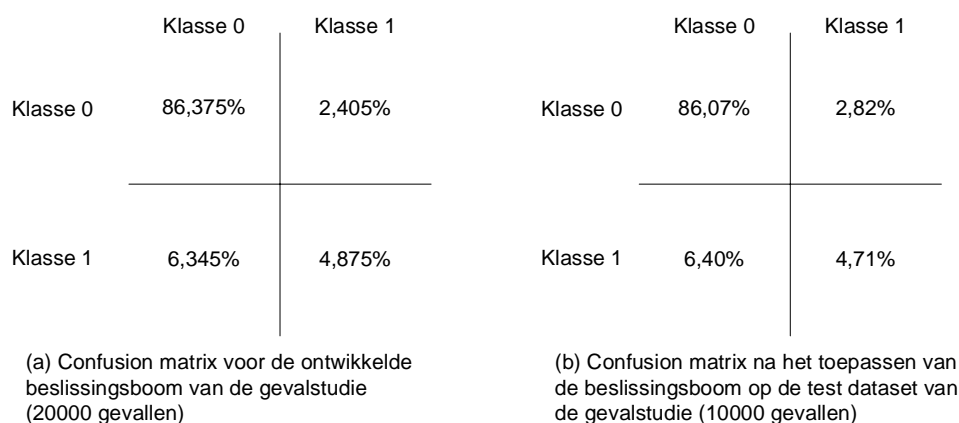 Klasse 0 Klasse 1
Klasse 0 86,375% 2,405%
Klasse 1 6,345% 4,875%
(a) Confusion matrix voor de ontwikkelde
beslissingsboom van de gevalstudie
(20000 gevallen)
Klasse 0 Klasse 1
Klasse 0 86,07% 2,82%
Klasse 1 6,40% 4,71%
(b) Confusion matrix na het toepassen van
de beslissingsboom op de test dataset van
de gevalstudie (10000 gevallen)